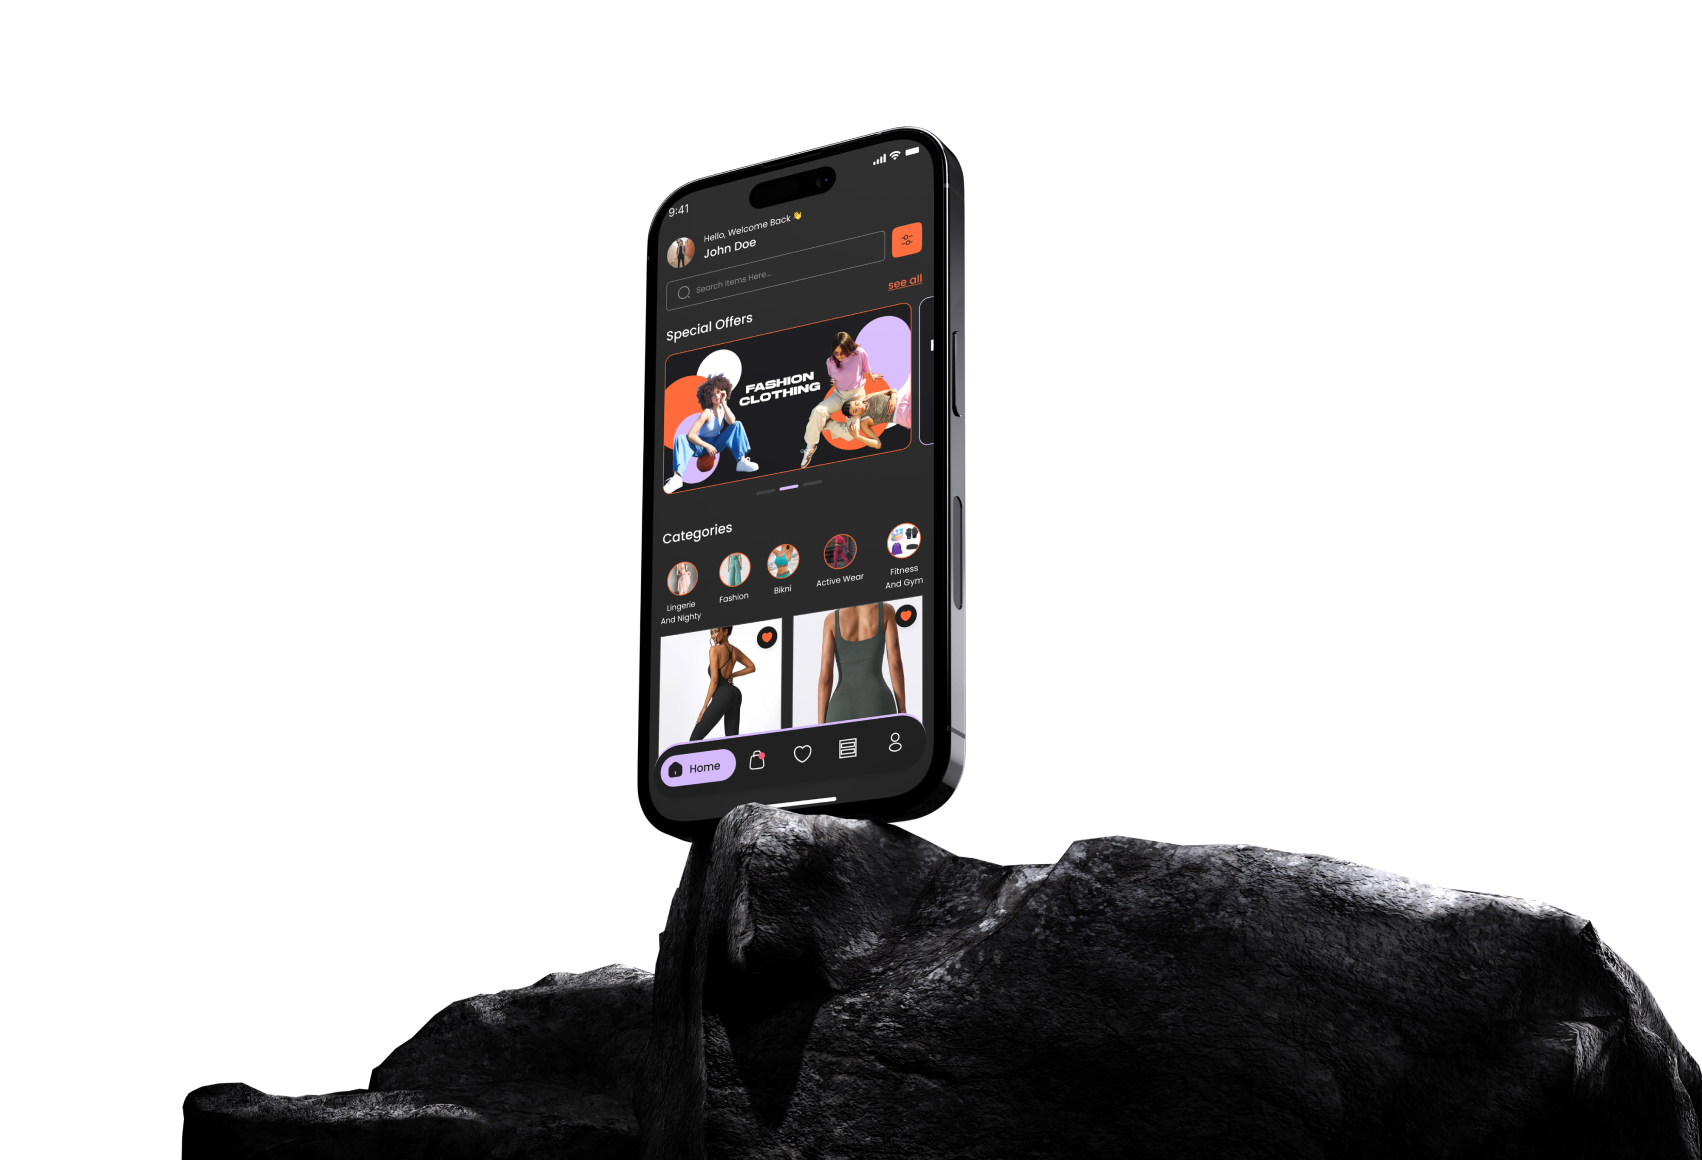 9:41
Hello, Welcome Back 👋
John Doe
Search Items Here...
see all
Special Offers
FASHION
CLOTHING
Categories
Lingerie
And Nighty
Fashion
Bikni
Active Wear
Fitness
And Gym
Home